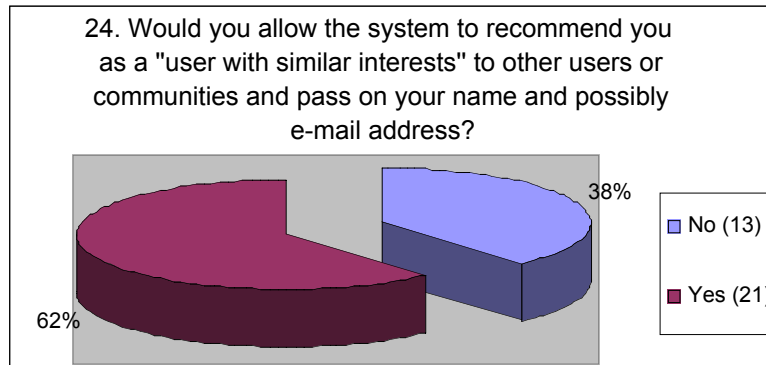 24. Would you allow the system to recommend you
as a "user with similar interests" to other users or
communities and pass on your name and possibly
e-mail address?
38%
No (13)
Yes (21)
62%